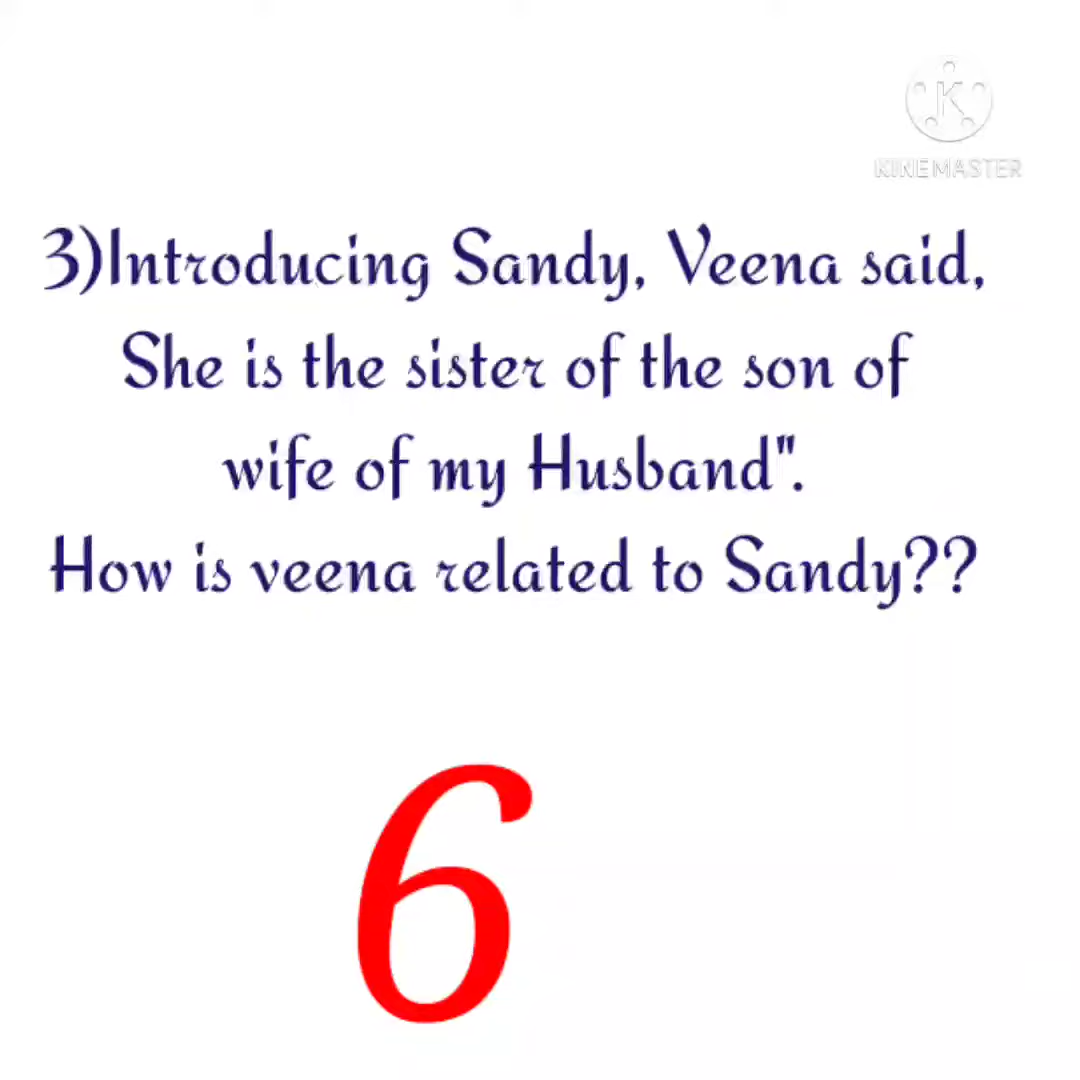 KINEMASTER
3)Introducing Sandy, Veena said,
She is the sister of the son of
wife of my Husband".
How is veena related to Sandy??
6